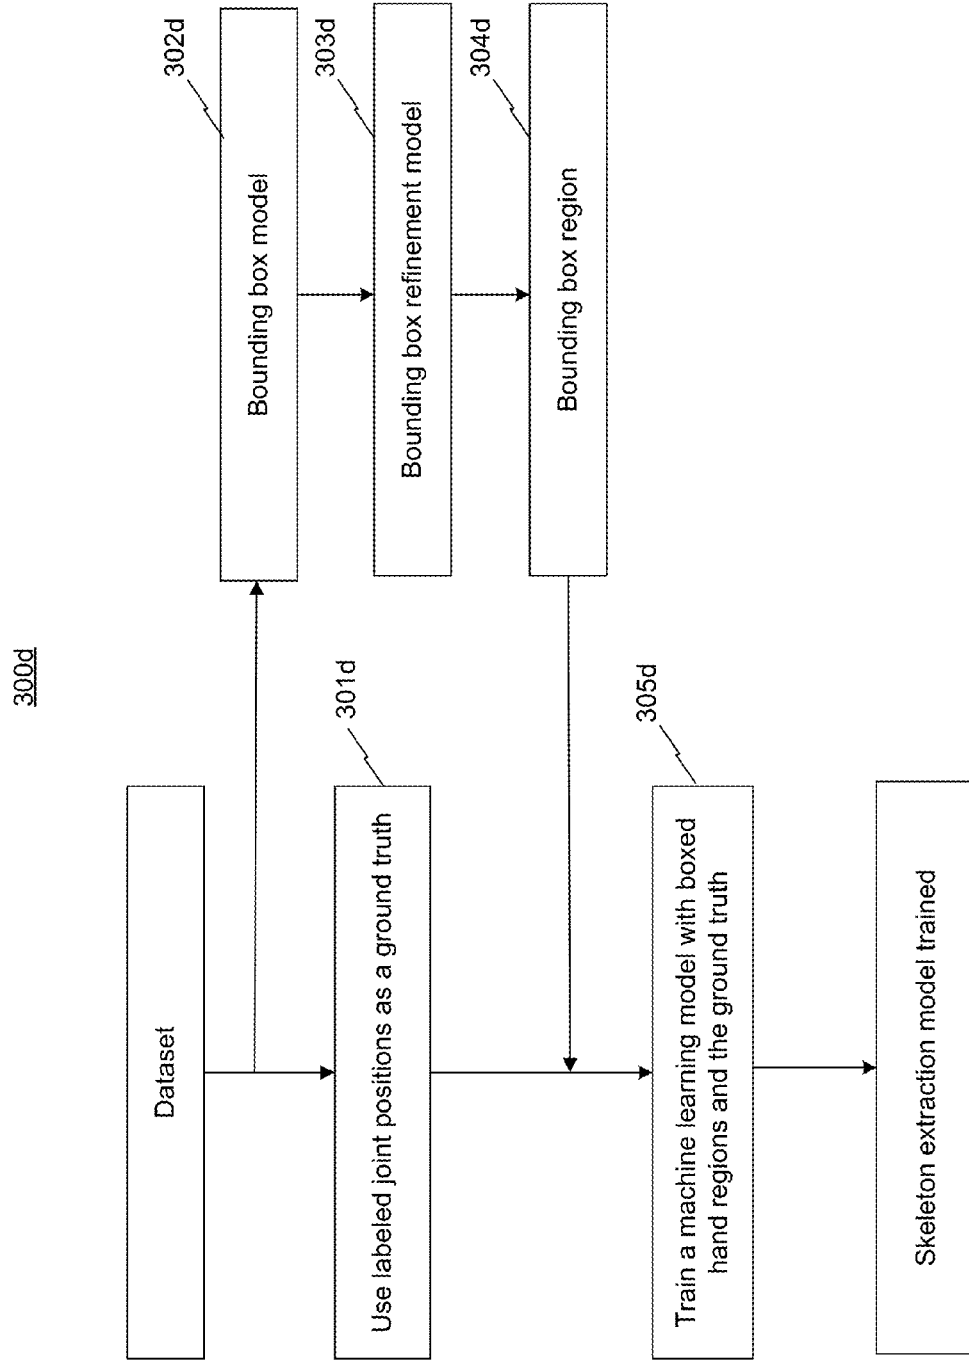 300d
Dataset
302d
Bounding box model
301d
Use labeled joint positions as a ground truth
303d
Bounding box refinement model
304d
Bounding box region
305d
Train a machine learning model with boxed
hand regions and the ground truth
Skeleton extraction model trained